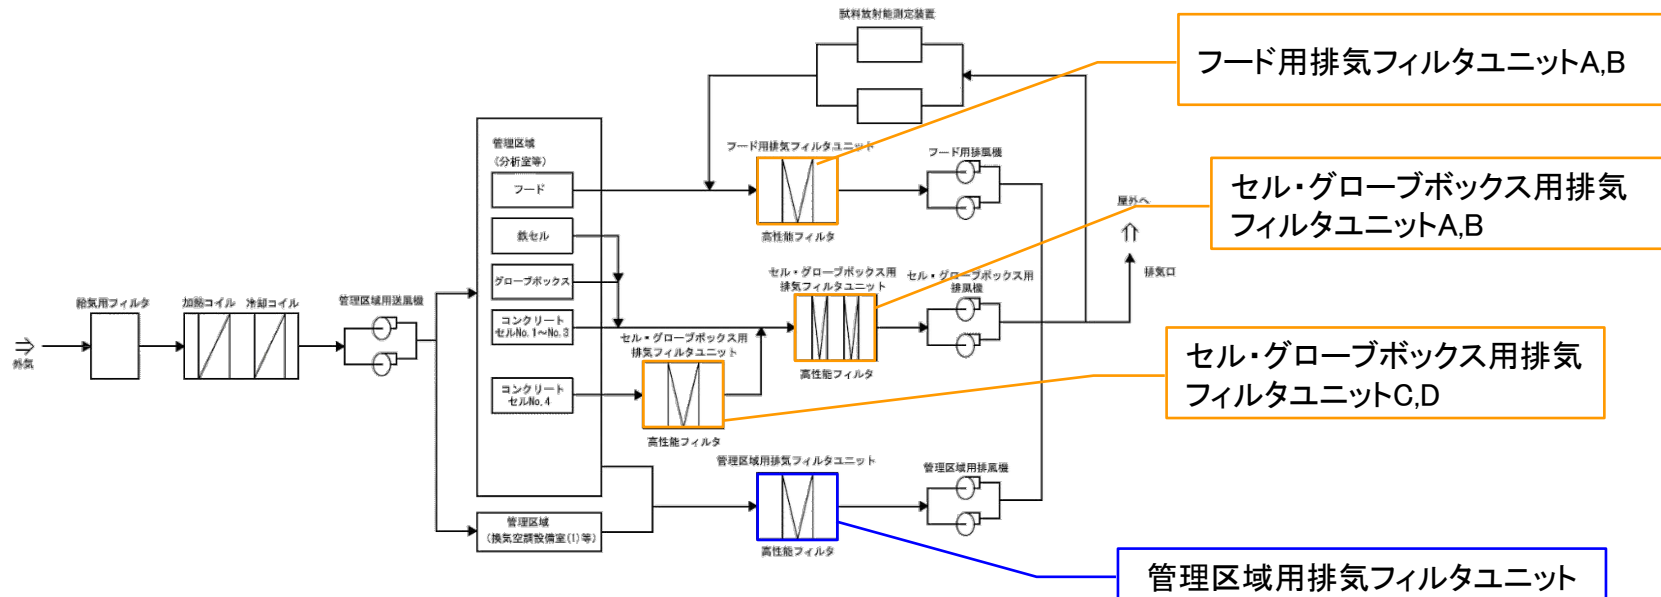 試料放射能測定装置
フード用排気フィルタユニットA,B
管理区域
(分析室等)
フード
鉄セル
グローブボックス
コンクリート
セルNo.1～No.3
コンクリート
セルNo.4
フード用排気フィルタユニット
高性能フィルタ
フード用排風機
セル・グローブボックス用排気
フィルタユニットA,B
屋外へ
排気口
セル・グローブボックス用
排気フィルタユニット
高性能フィルタ
セル・グローブボックス用
排風機
給気用フィルタ
加熱コイル
冷却コイル
管理区域用送風機
外気
セル・グローブボックス用
排気フィルタユニット
高性能フィルタ
セル・グローブボックス用排気
フィルタユニットC,D
管理区域用排気フィルタユニット
高性能フィルタ
管理区域用排風機
管理区域
(換気空調設備室(1)等)
管理区域用排気フィルタユニット